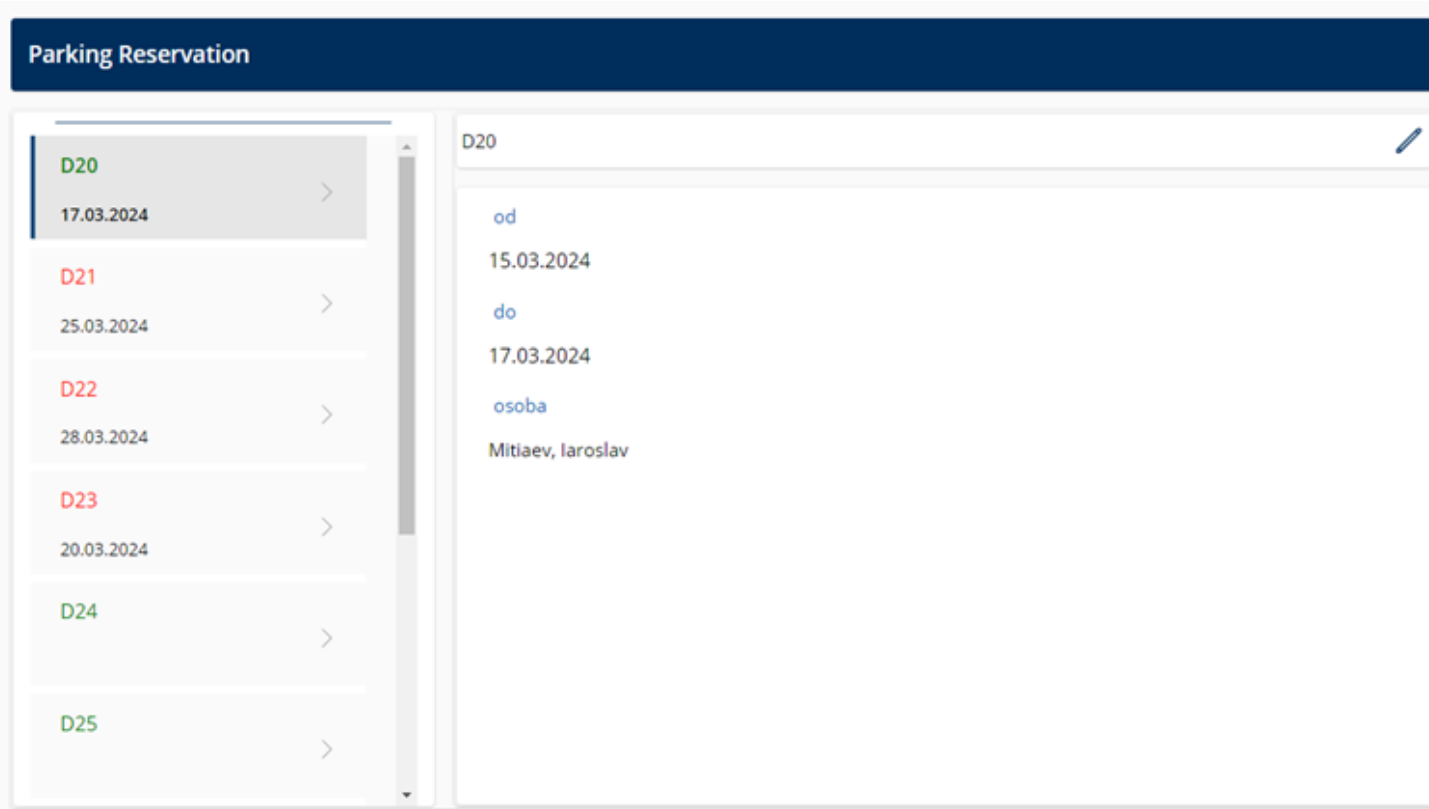 Parking Reservation
D20
17.03.2024
D21
25.03.2024
D22
28.03.2024
D23
20.03.2024
D24
D25
D20
od
15.03.2024
do
17.03.2024
osoba
Mitiaev, Iaroslav